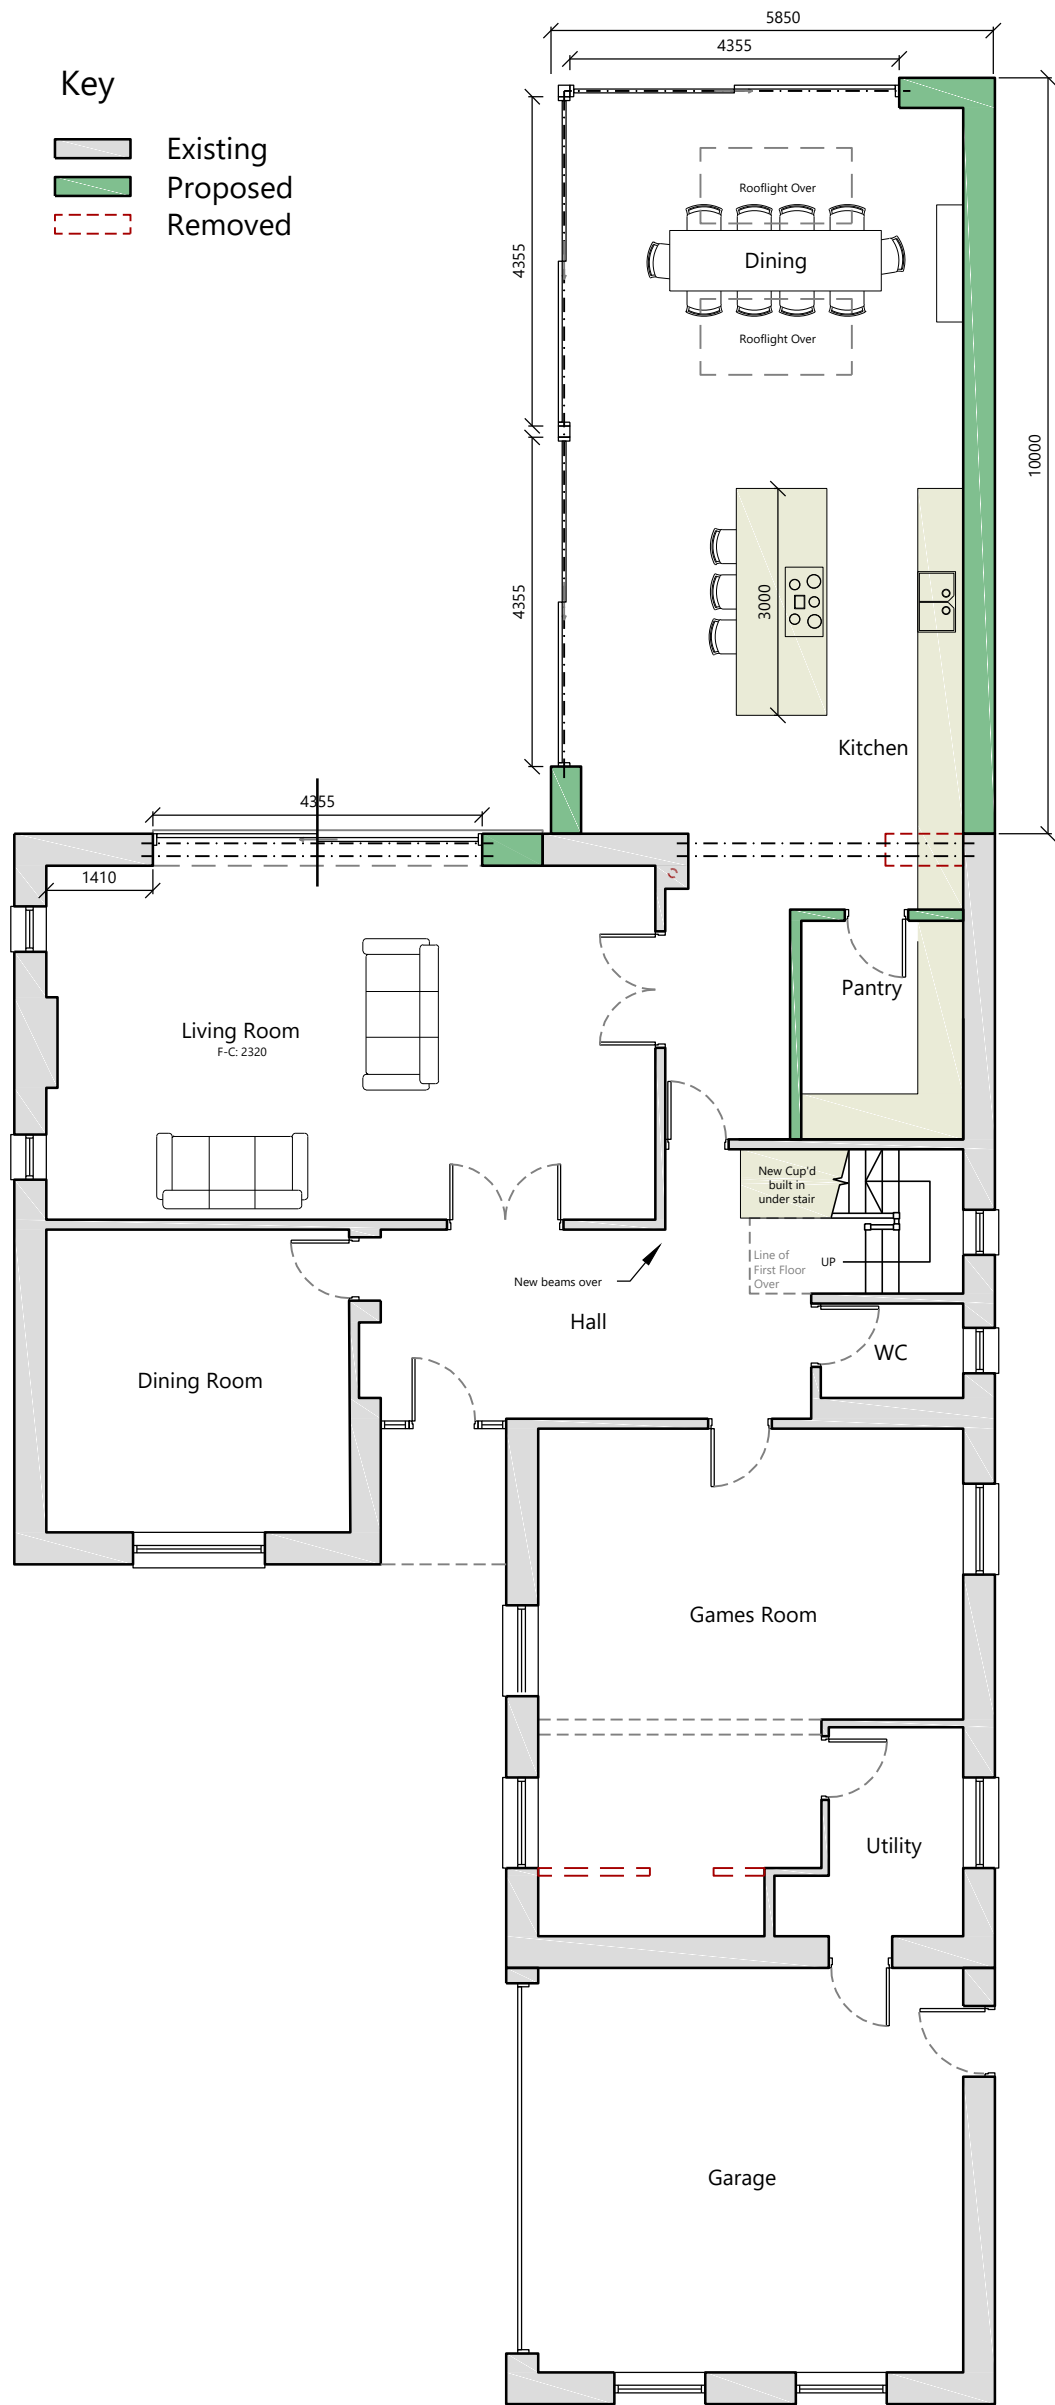 5850
4355
Key
Existing
Proposed
Removed
Rooflight Over
Dining
Rooflight Over
4355
10000
4355
3000
Kitchen
4355
1410
Pantry
Living Room
F-C: 2320
New Cup'd
built in
under stair
Line of
First Floor
Over
UP
New beams over
Hall
WC
Dining Room
Games Room
Utility
Garage